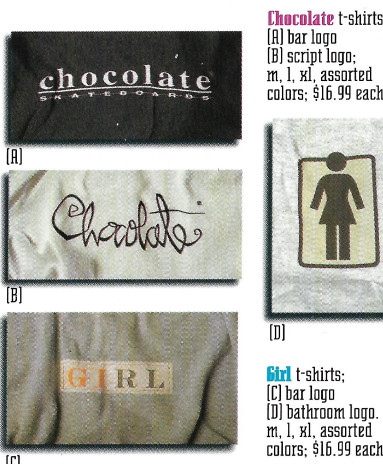 Chocolate t-shirts
(A) bar logo
(B) script logo;
m, l, xl, assorted
colors; $16.99 each
chocolate
SKATEBOARDS
(A)
Chocolate
(B)
(D)
GIRL
(C)
Girl t-shirts;
(C) bar logo
(D) bathroom logo.
m, l, xl, assorted
colors; $16.99 each